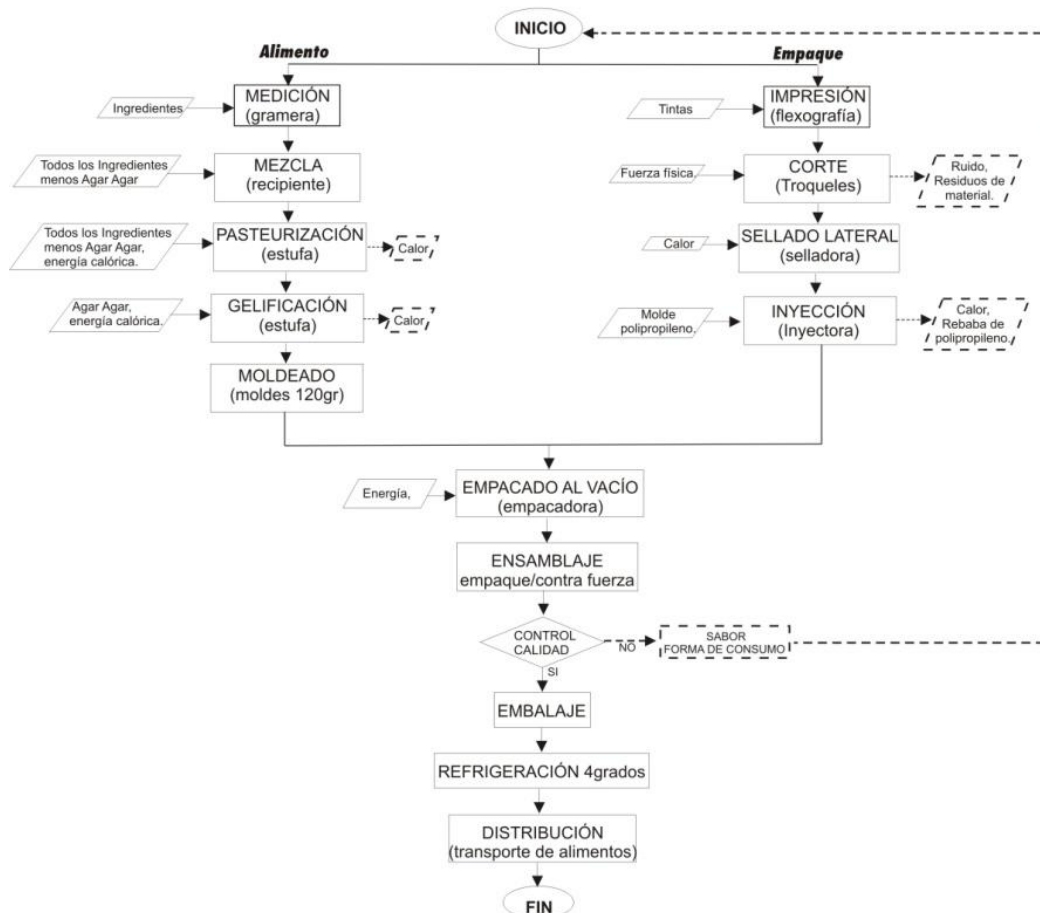 INICIO
Alimento
Empaque
Ingredientes
MEDICIÓN
(gramera)
Tintas
IMPRESIÓN
(flexografía)
Todos los Ingredientes
menos Agar Agar
MEZCLA
(recipiente)
Fuerza física,
CORTE
(Troqueles)
Ruido,
Residuos de
material.
Todos los Ingredientes
menos Agar Agar,
energía calórica.
PASTEURIZACIÓN
(estufa)
Calor
Calor
SELLADO LATERAL
(selladora)
Agar Agar,
energía calórica.
GELIFICACIÓN
(estufa)
Calor
Molde
polipropileno.
INYECCIÓN
(Inyectora)
Calor,
Rebaba de
polipropileno.
MOLDEADO
(moldes 120gr)
Energía,
EMPACADO AL VACÍO
(empacadora)
ENSAMBLAJE
empaque/contra fuerza
CONTROL
CALIDAD
NO
SABOR
FORMA DE CONSUMO
SI
EMBALAJE
REFRIGERACIÓN 4grados
DISTRIBUCIÓN
(transporte de alimentos)
FIN